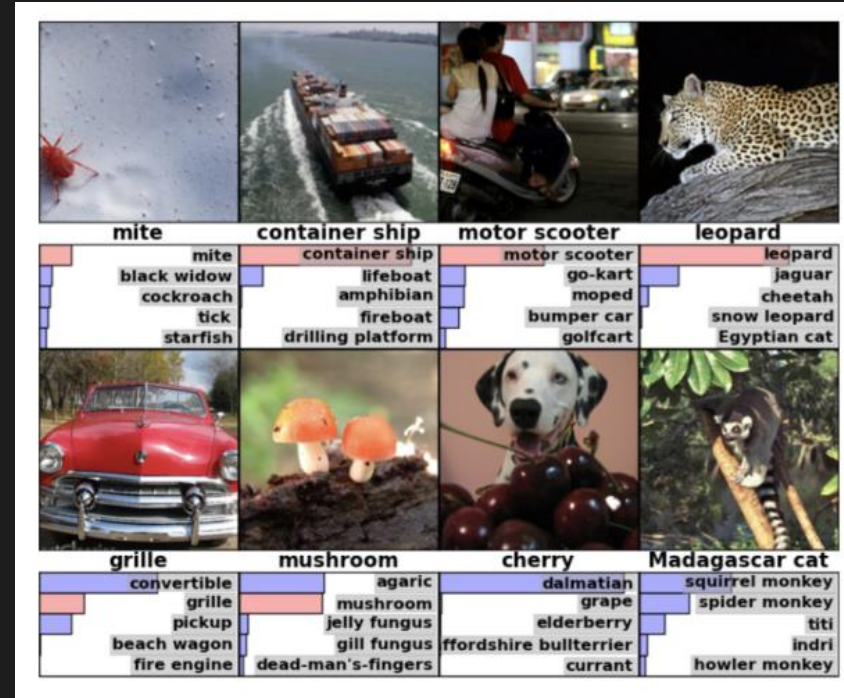 mite
container ship
motor scooter
leopard
mite
black widow
cockroach
tick
starfish
container ship
lifeboat
amphibian
fireboat
drilling platform
motor scooter
go-kart
moped
bumper car
golfcart
leopard
jaguar
cheetah
snow leopard
Egyptian cat
grille
mushroom
cherry
Madagascar cat
convertible
grille
pickup
beach wagon
fire engine
agaric
mushroom
jelly fungus
gill fungus
dead-man's-fingers
dalmatian
grape
elderberry
ffordshire bullterrier
currant
squirrel monkey
spider monkey
titi
indri
howler monkey